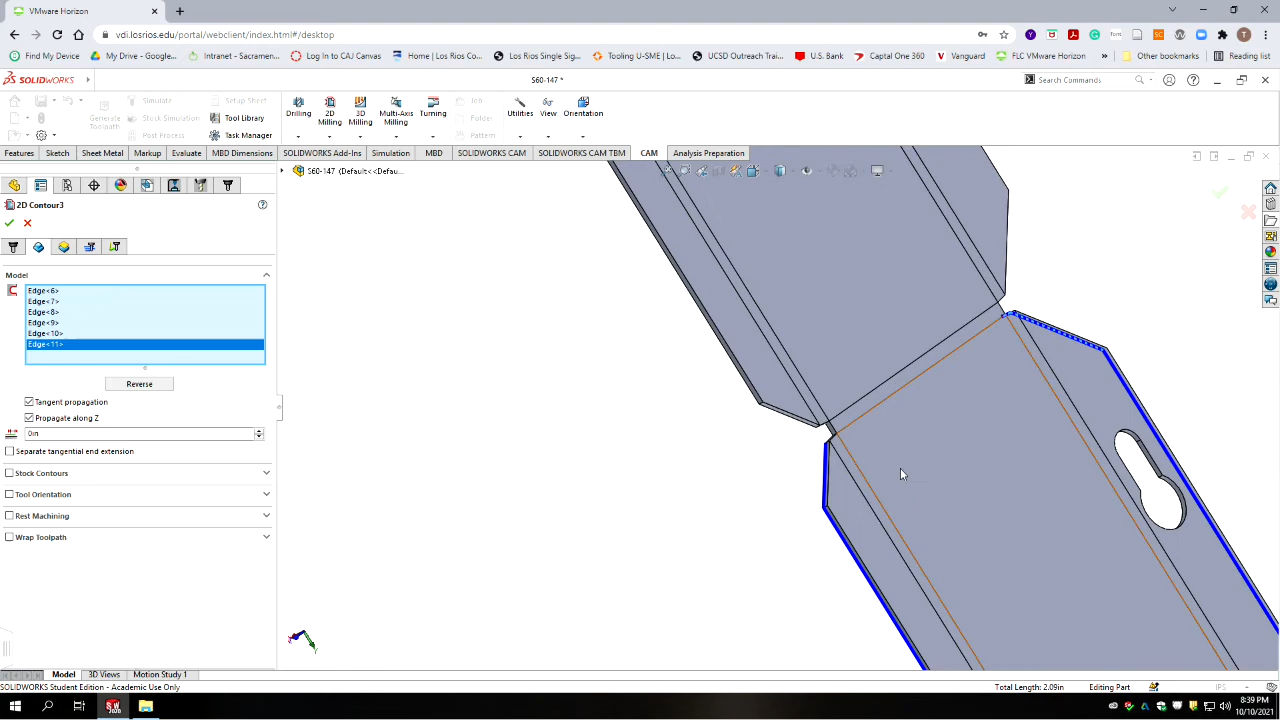 VMware Horizon
vdi.losrios.edu/portal/webclient/index.html#/desktop
Find My Device
My Drive - Google...
Intranet - Sacramen...
Log In to CAJ Canvas
Home | Los Rios Co...
Los Rios Single Sig...
Tooling U-SME | Lo...
UCSD Outreach Trai...
U.S. Bank
Captal One 360
Vanguard
FLC VMware Horizon
»
Other bookmarks
Reading list
SOLIDWORKS
S60-147 *
Search Commands
Generate Toolpath
Simulate
Stock Simulation
Post Process
Setup Sheet
Tool Library
Task Manager
Drilling
2D Milling
3D Milling
Multi-Axis Milling
Turning
Job
Folder
Pattern
Utilities
View
Orientation
Features
Sketch
Sheet Metal
Markup
Evaluate
MBD Dimensions
SOLIDWORKS Add-Ins
Simulation
MBD
SOLIDWORKS CAM
SOLIDWORKS CAM TBM
CAM
Analysis Preparation
S60-147 (Default<<Defau...
2D Contour3
Model
Edge<6>
Edge<7>
Edge<8>
Edge<9>
Edge<10>
Edge<11>
Reverse
Tangent propagation
Propagate along Z
0in
Separate tangential end extension
Stock Contours
Tool Orientation
Rest Machining
Wrap Toolpath
Model
3D Views
Motion Study 1
SOLIDWORKS Student Edition - Academic Use Only
Total Length: 2.09in
Editing Part
IPS
8:39 PM
10/10/2021